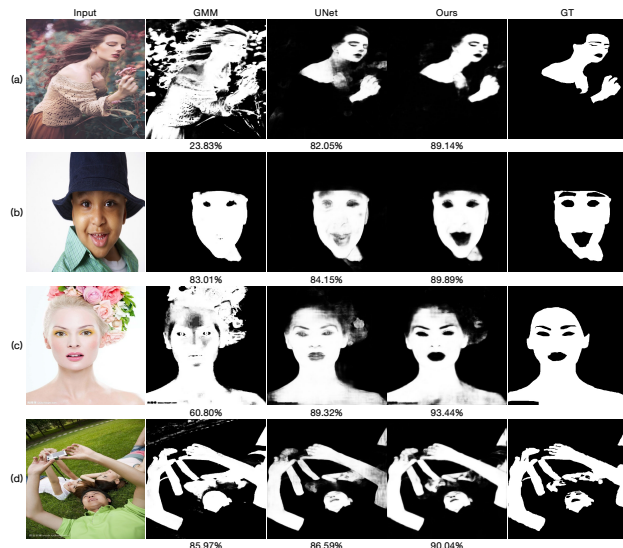 Input GMM UNet Ours GT
(a)
23.83% 82.05% 89.14%
(b)
83.01% 84.15% 89.89%
(c)
60.80% 89.32% 93.44%
(d)
85.97% 86.59% 90.04%